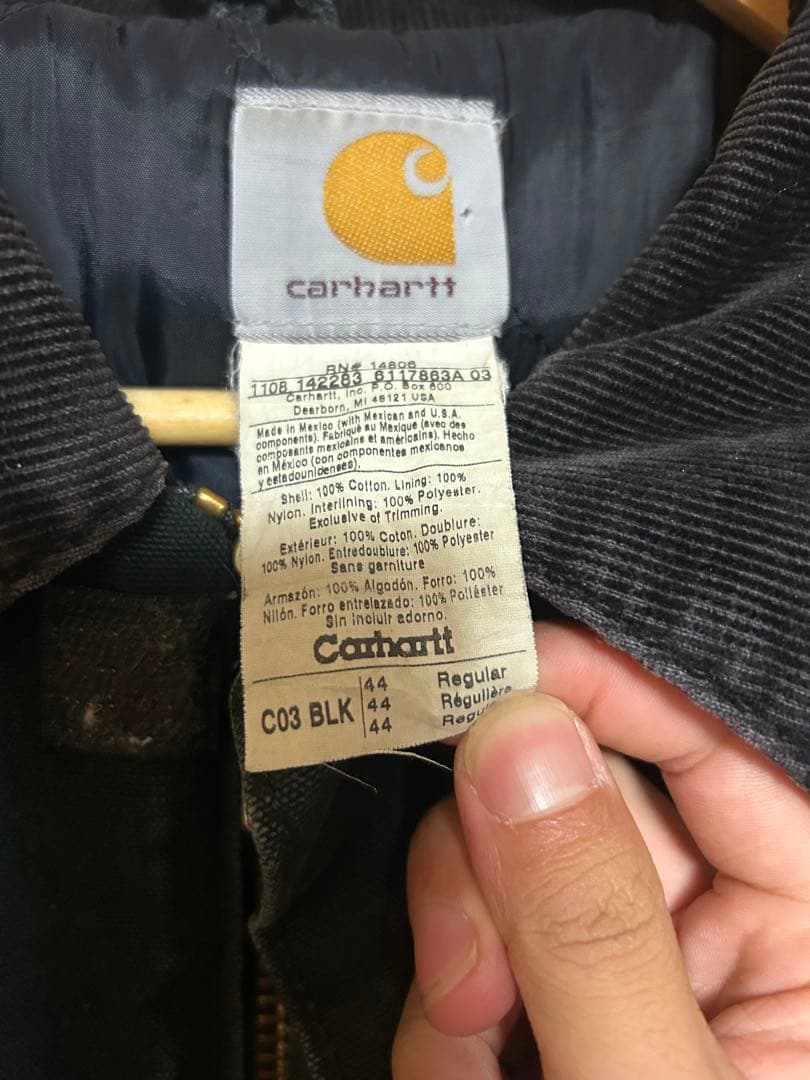 carhartt
RN# 14806
1108 142283 6117883A 03
Carhartt, Inc. P.O. Box 600
Dearborn, MI 48121 USA
Made in Mexico (with Mexican and U.S.A.
components). Fabriqué au Mexique (avec des
composants mexicains et américains). Hecho
en México (con componentes mexicanos
y estadounidenses).
Shell: 100% Cotton. Lining: 100%
Nylon. Interlining: 100% Polyester.
Exclusive of Trimming.
Extérieur: 100% Coton. Doublure:
100% Nylon. Entredoublure: 100% Polyester
Sans garniture
Armazón: 100% Algodón. Forro: 100%
Nilón. Forro entrelazado: 100% Poliéster
Sin incluir adorno.
Carhartt
C03 BLK
44 Regular
44 Régulière
44 Regu